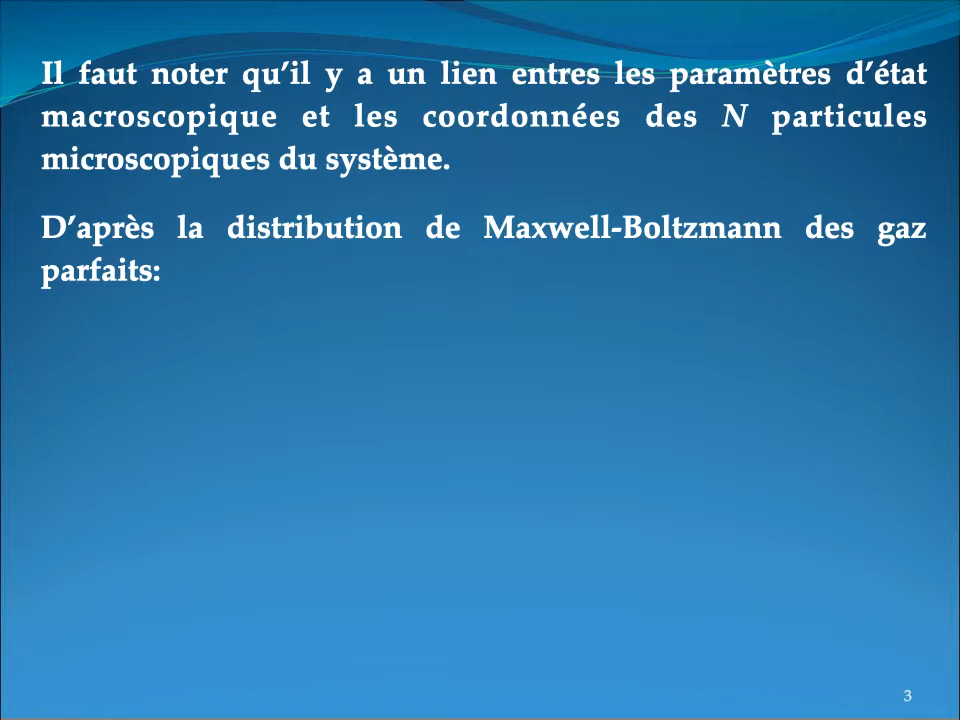 Il faut noter qu’il y a un lien entres les paramètres d’état
macroscopique et les coordonnées des N particules
microscopiques du système.
D’après la distribution de Maxwell-Boltzmann des gaz
parfaits:
3